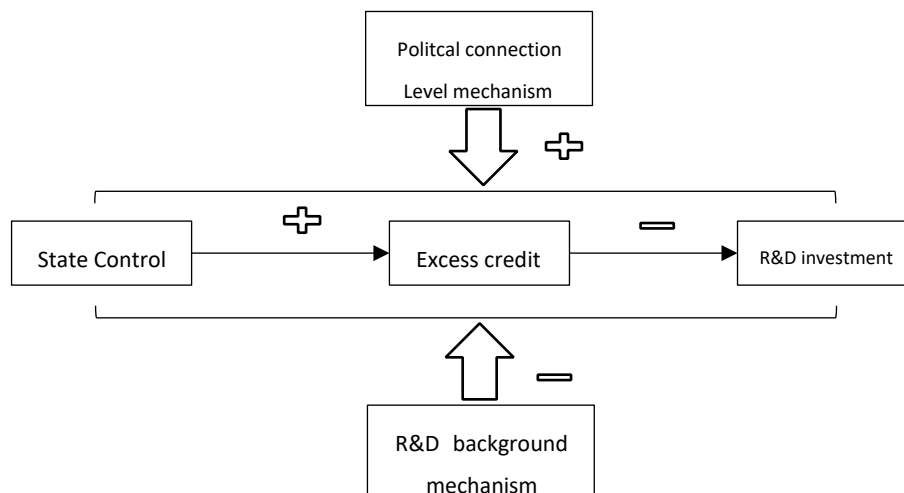 Politcal connection
Level mechanism
State Control
Excess credit
R&D investment
R&D background
mechanism